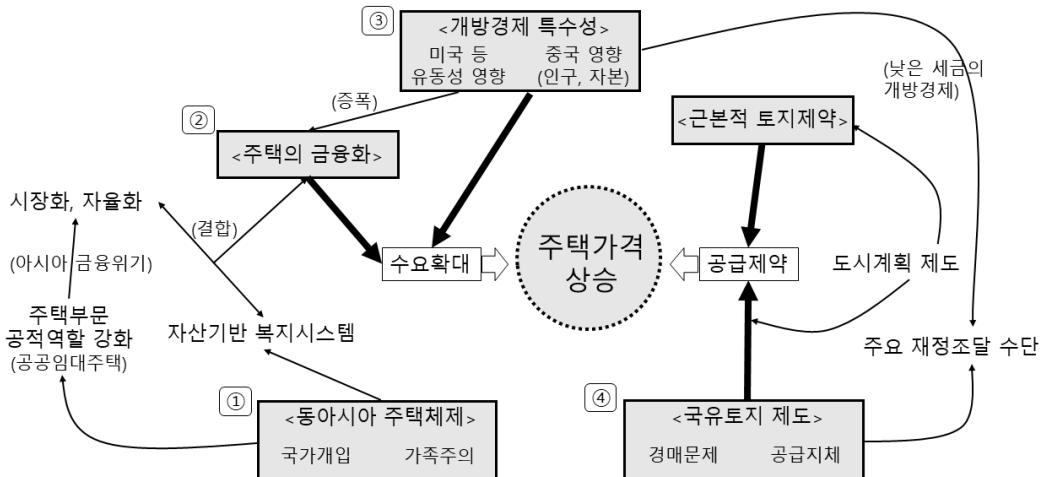 ③
<개방경제 특수성>
미국 등
유동성 영향
중국 영향
(인구, 자본)
(낮은 세금의
개방경제)
(증폭)
②
<주택의 금융화>
<근본적 토지제약>
시장화, 자율화
(결합)
(아시아 금융위기)
수요확대
주택가격
상승
공급제약
도시계획 제도
주택부문
공적역할 강화
(공공임대주택)
자산기반 복지시스템
주요 재정조달 수단
①
<동아시아 주택체제>
국가개입 가족주의
④
<국유토지 제도>
경매문제 공급지체